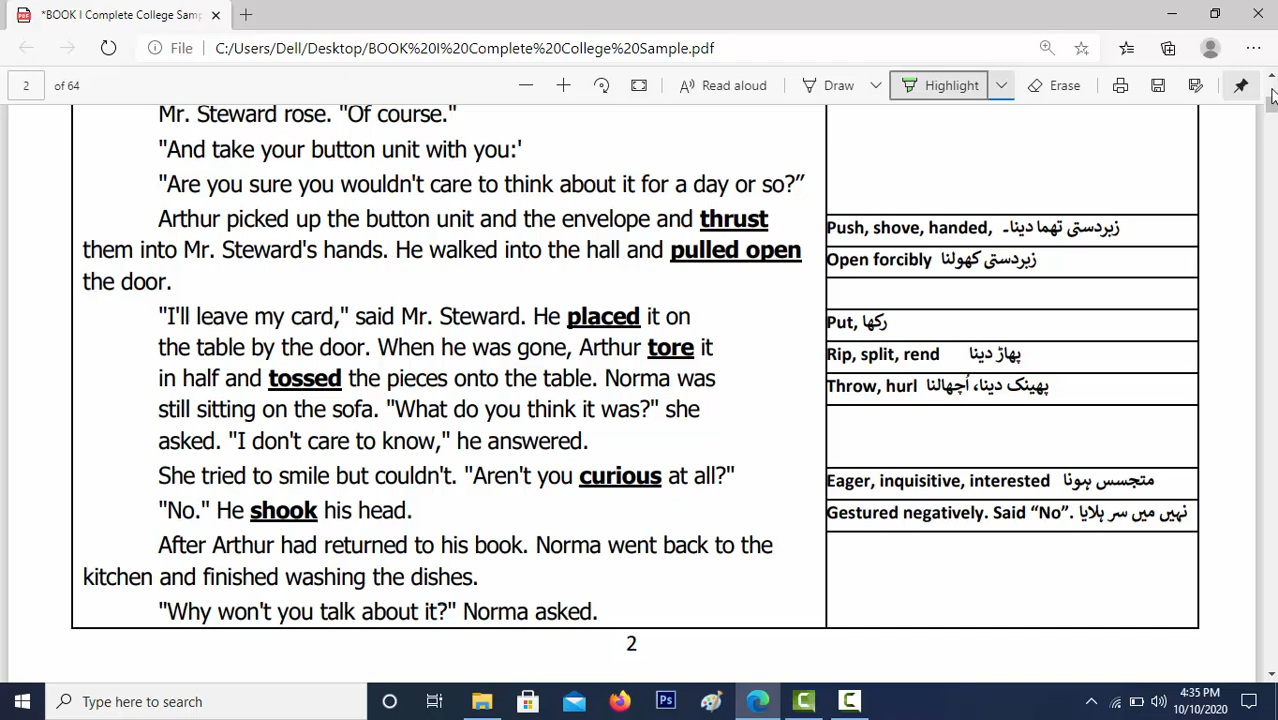 *BOOK I Complete College Samp
File C:/Users/Dell/Desktop/BOOK%20I%20Complete%20College%20Sample.pdf
2 of 64 Read aloud Draw Highlight Erase
Mr. Steward rose. "Of course."
"And take your button unit with you:'
"Are you sure you wouldn't care to think about it for a day or so?”
Arthur picked up the button unit and the envelope and thrust
Push, shove, handed, زبردستی تھما دینا۔
them into Mr. Steward's hands. He walked into the hall and pulled open
Open forcibly زبردستی کھولنا
the door.
"I'll leave my card," said Mr. Steward. He placed it on
Put, رکھا
the table by the door. When he was gone, Arthur tore it
Rip, split, rend پھاڑ دینا
in half and tossed the pieces onto the table. Norma was
Throw, hurl پھینک دینا، اُچھالنا
still sitting on the sofa. "What do you think it was?" she
asked. "I don't care to know," he answered.
She tried to smile but couldn't. "Aren't you curious at all?"
Eager, inquisitive, interested متجسس ہونا
"No." He shook his head.
Gestured negatively. Said “No”. نہیں میں سر ہلایا
After Arthur had returned to his book. Norma went back to the
kitchen and finished washing the dishes.
"Why won't you talk about it?" Norma asked.
2
Type here to search
Ps
4:35 PM
10/10/2020